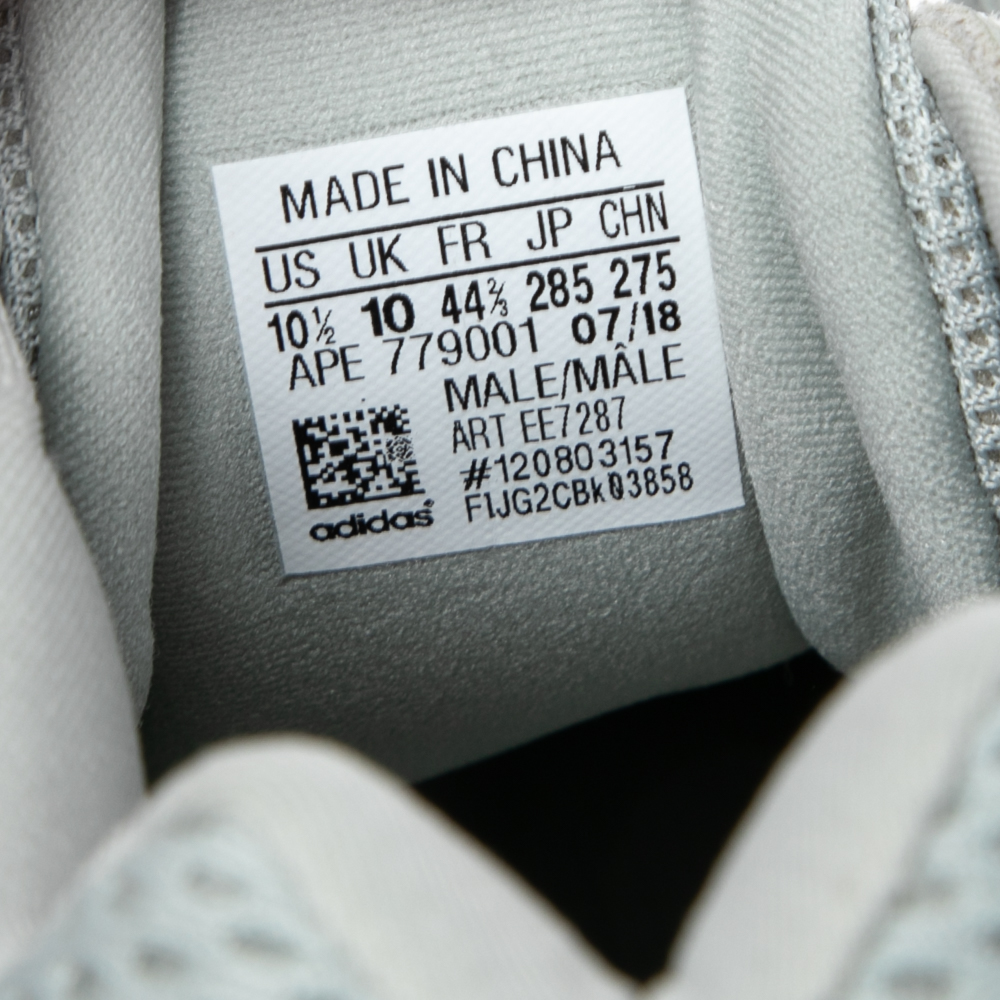 MADE IN CHINA
US UK FR JP CHN
10½ 10 44⅔ 285 275
APE 779001 07/18
MALE/MÂLE
ART EE7287
#120803157
F1JG2CBk03858
adidas